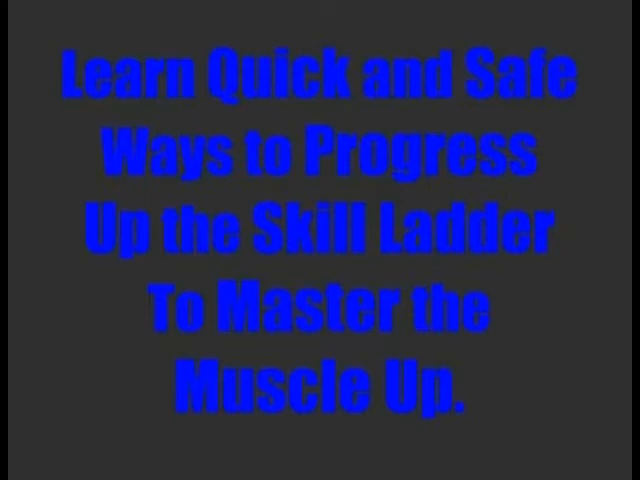 Learn Quick and Safe
Ways to Progress
Up the Skill Ladder
To Master the
Muscle Up.